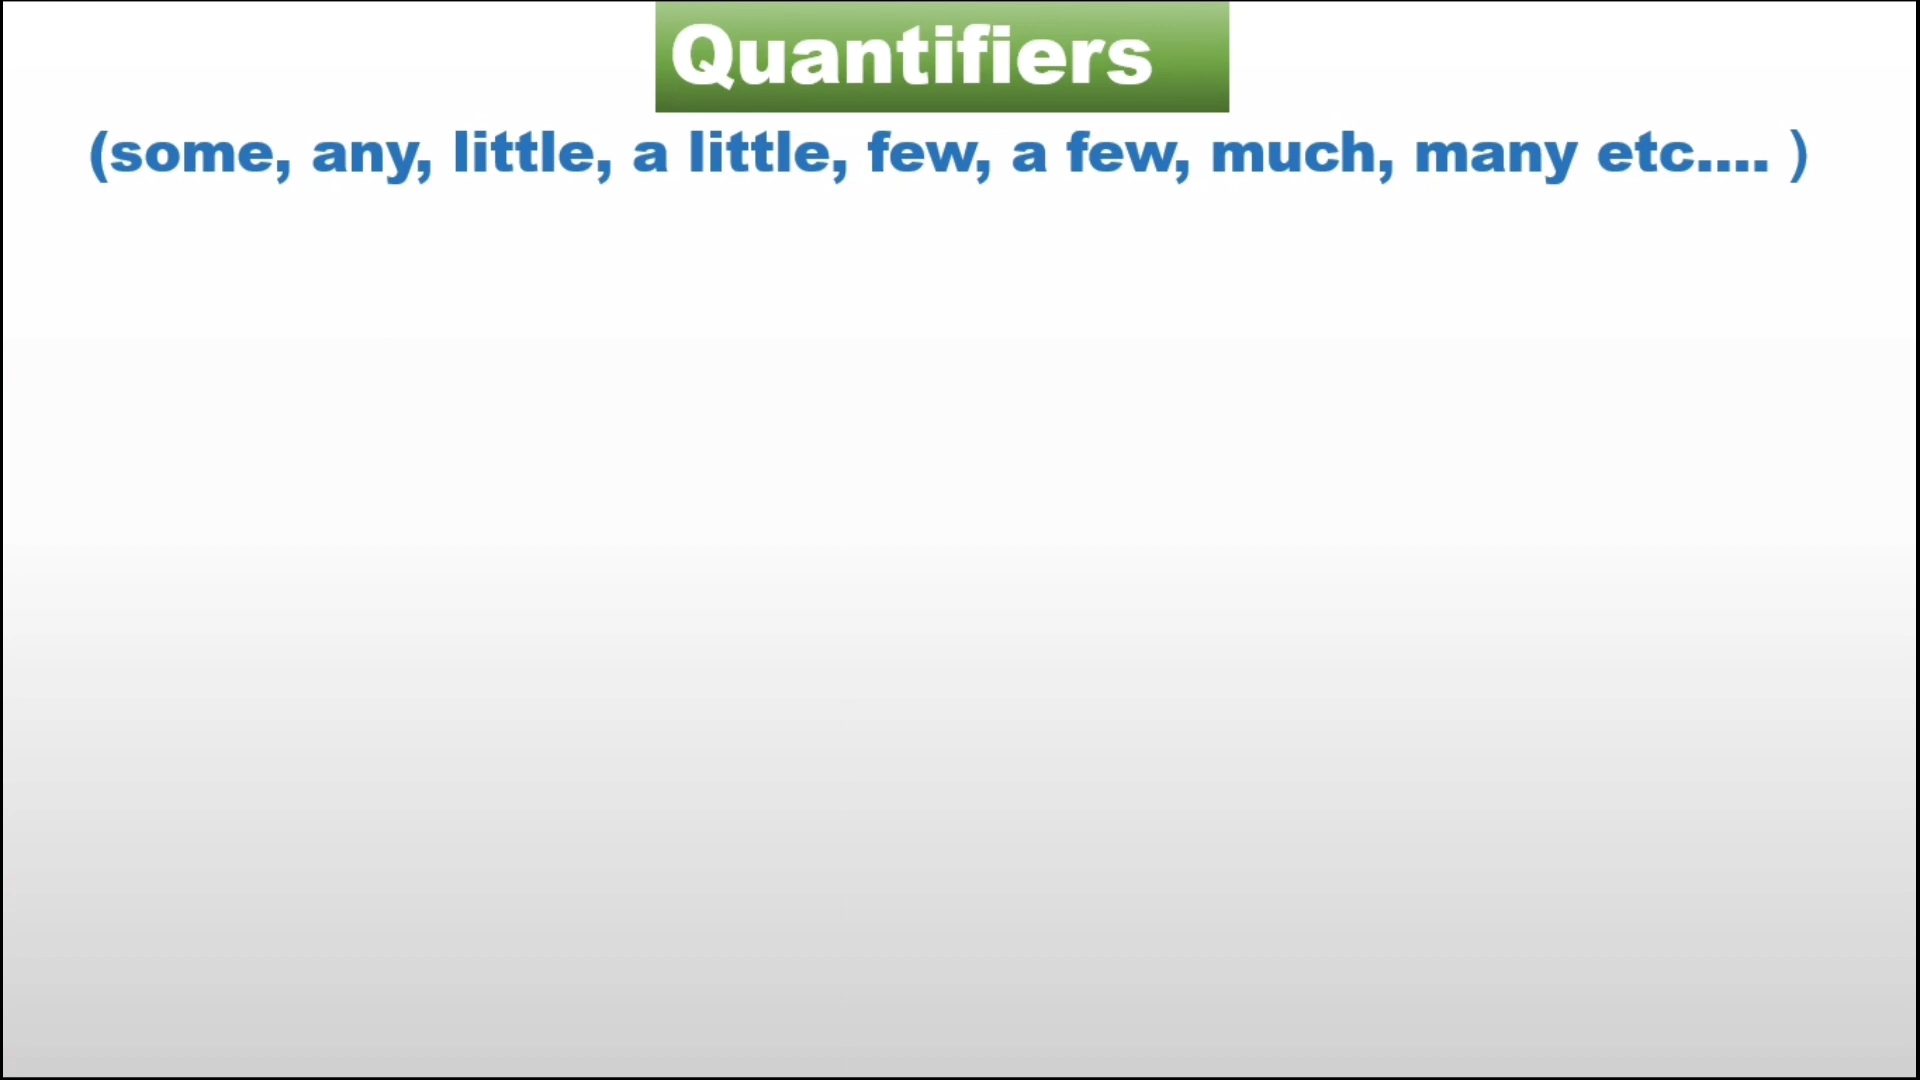 Quantifiers
(some, any, little, a little, few, a few, much, many etc.... )